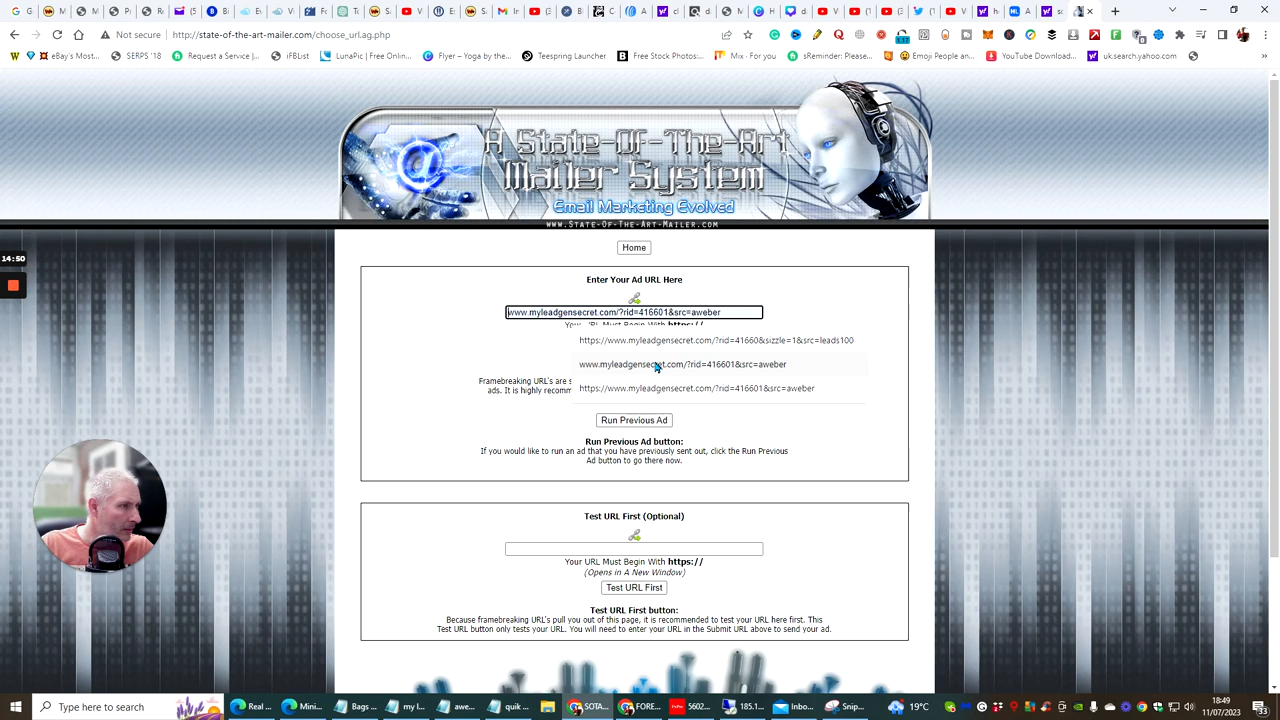 Not secure
http://state-of-the-art-mailer.com/choose_url.ag.php
eBay's Most...
SERPS '18
Request a Service J...
iFL
LunaPic | Free Onlin...
Flyer – Yoga by the...
Teespring Launcher
Free Stock Photos:...
Mix · For you
sReminder: Please...
Emoji People an...
YouTube Download...
uk.search.yahoo.com
A State-Of-The-Art
Mailer System
Email Marketing Evolved
www.State-Of-The-Art-Mailer.com
Home
14:50
Enter Your Ad URL Here
www.myleadgensecret.com/?rid=416601&src=aweber
https://www.myleadgensecret.com/?rid=41660&sizzle=1&src=leads100
www.myleadgensecret.com/?rid=416601&src=aweber
https://www.myleadgensecret.com/?rid=416601&src=aweber
Framebreaking URL's are s
ads. It is highly recomm
Run Previous Ad
Run Previous Ad button:
If you would like to run an ad that you have previously sent out, click the Run Previous
Ad button to go there now.
Test URL First (Optional)
Your URL Must Begin With https://
(Opens in A New Window)
Test URL First
Test URL First button:
Because framebreaking URL's pull you out of this page, it is recommended to test your URL here first. This
Test URL button only tests your URL. You will need to enter your URL in the Submit URL above to send your ad.
Type here to search
Real ...
Mini...
Bags ...
my l...
awe...
quik ...
SOTA...
FORE...
5602...
185.1...
Inbo...
Snip...
19°C
18:49
11/07/2023